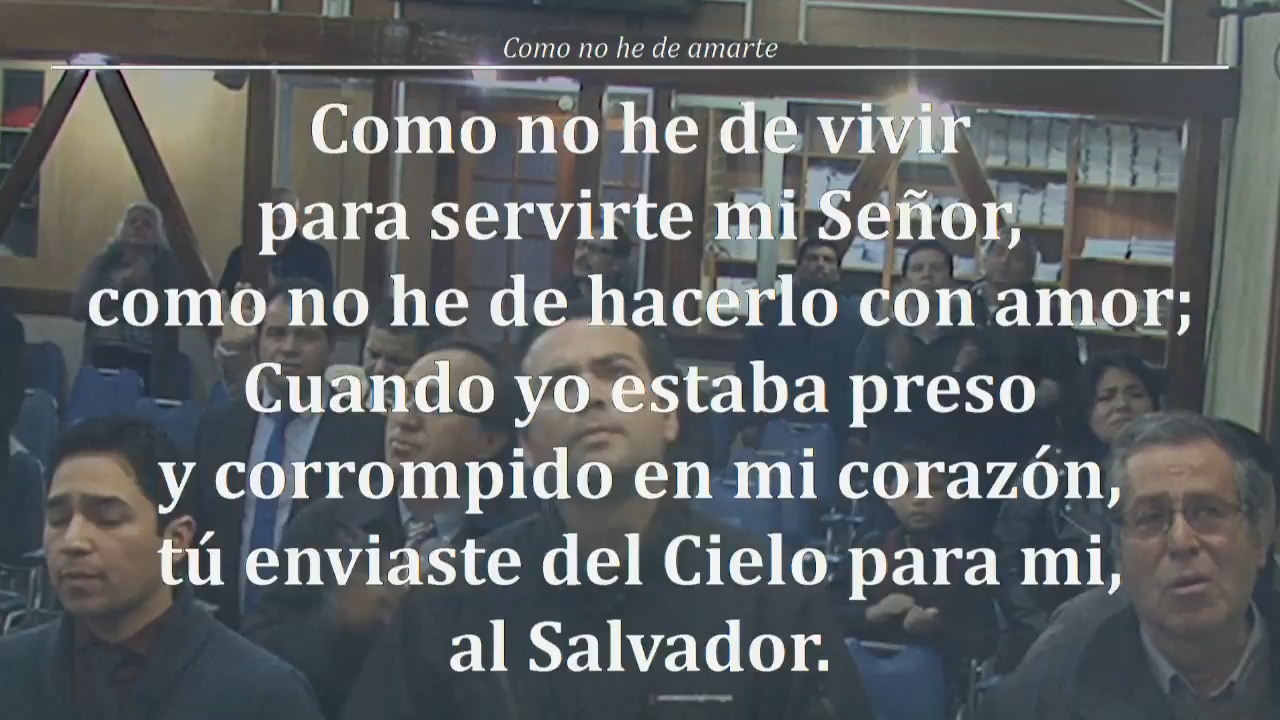 Como no he de amarte
Como no he de vivir
para servirte mi Señor,
como no he de hacerlo con amor;
Cuando yo estaba preso
y corrompido en mi corazón,
tú enviaste del Cielo para mi,
al Salvador.